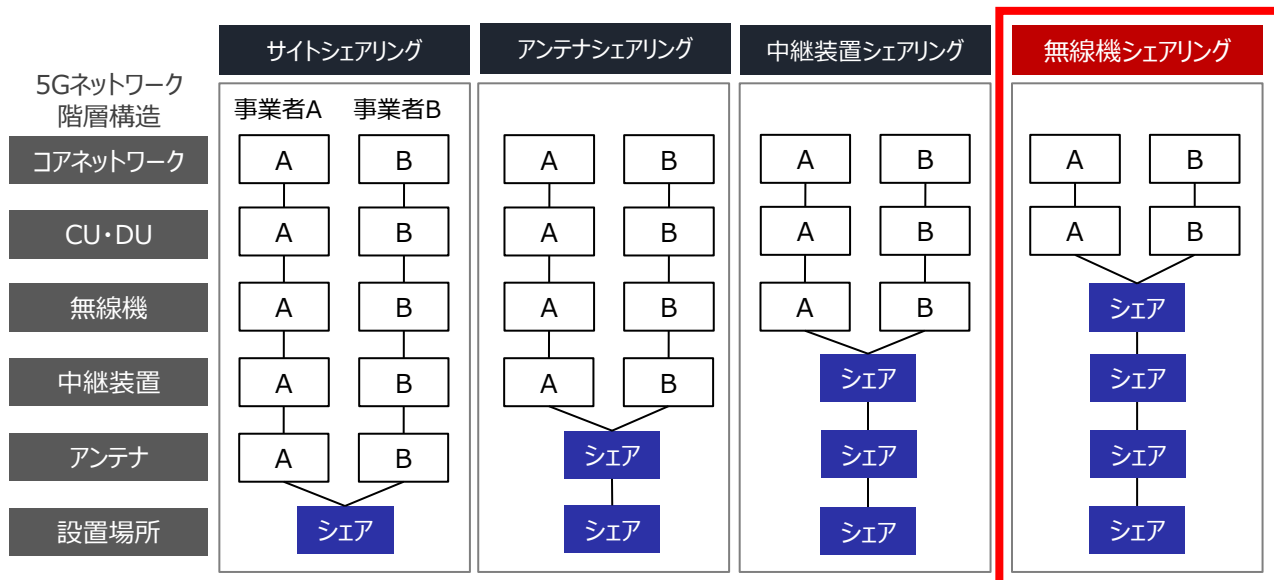 サイトシェアリング
アンテナシェアリング
中継装置シェアリング
無線機シェアリング
5Gネットワーク
階層構造
事業者A 事業者B
コアネットワーク A B A B A B A B
CU・DU A B A B A B A B
無線機 A B A B A B シェア
中継装置 A B A B シェア シェア
アンテナ A B シェア シェア シェア
設置場所 シェア シェア シェア シェア